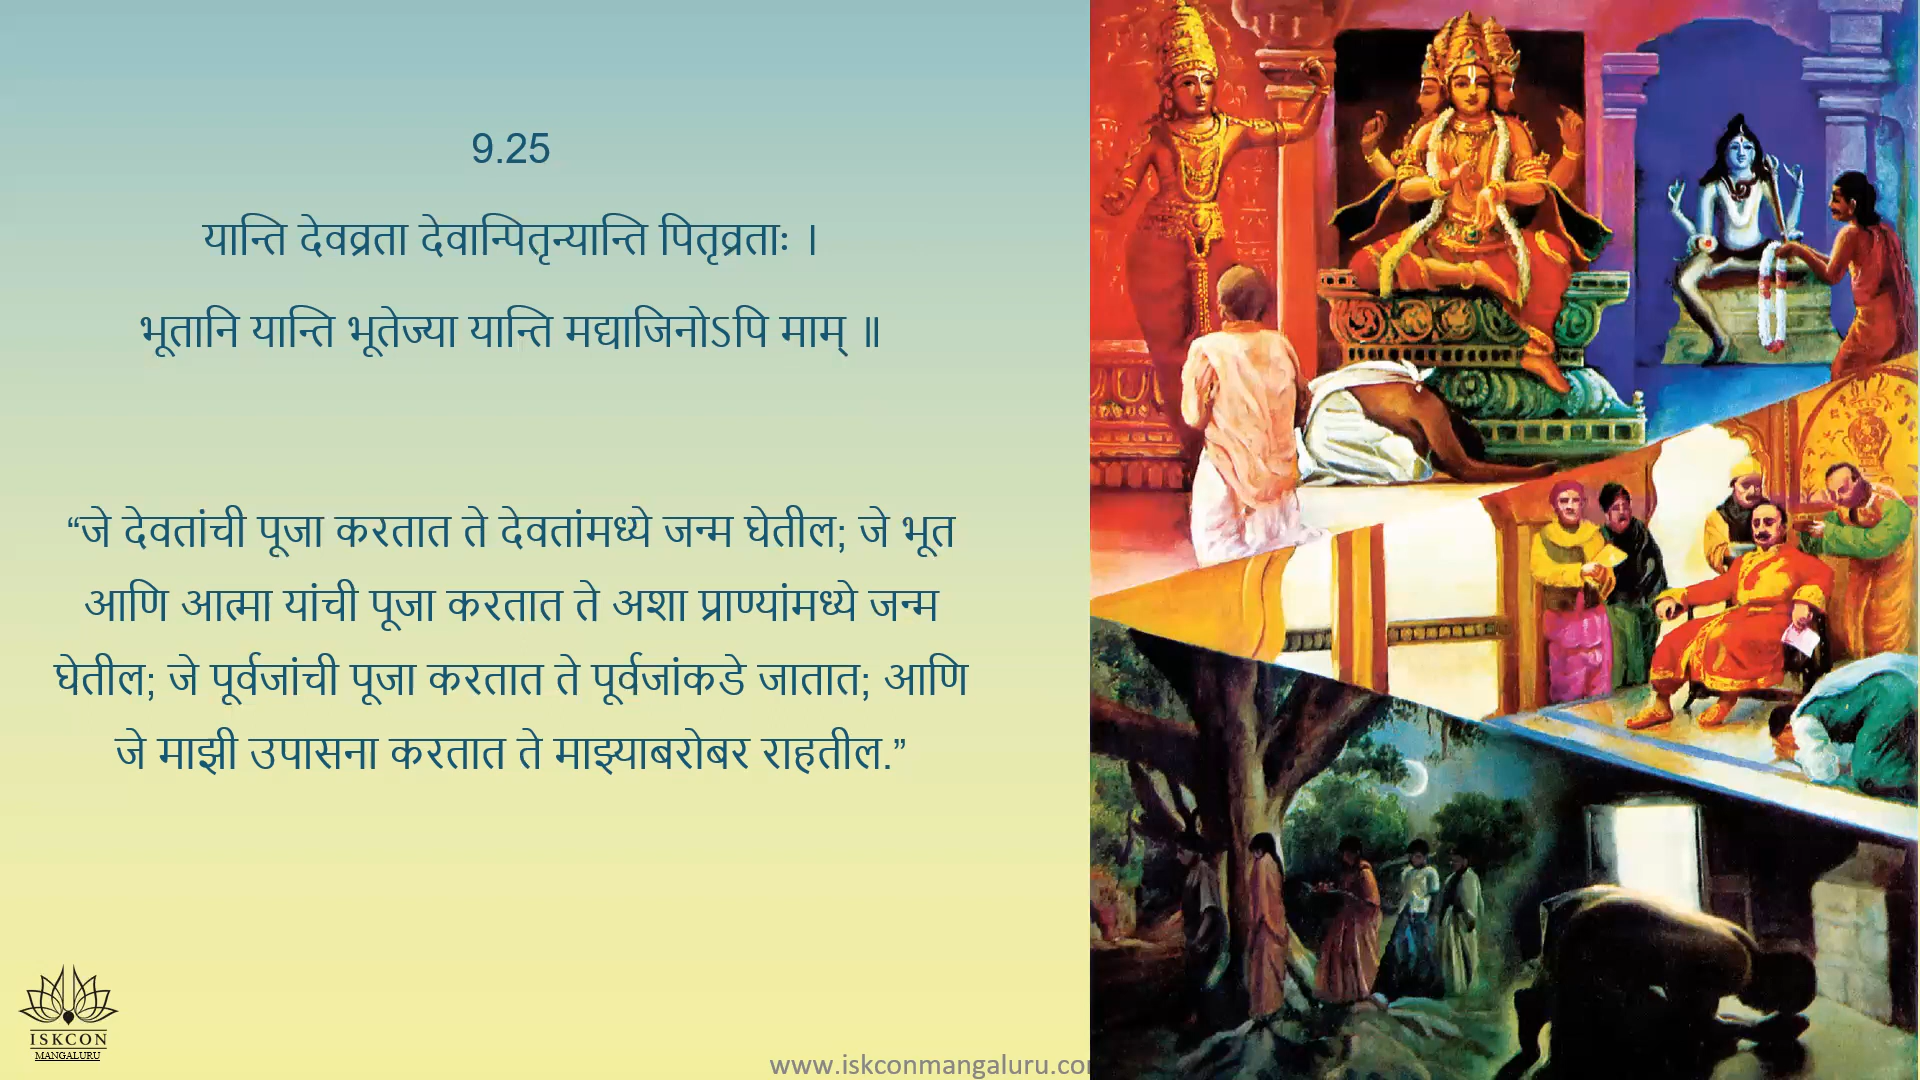 9.25
यान्ति देवव्रता देवान्पितृन्यान्ति पितृव्रताः ।
भूतानि यान्ति भूतेज्या यान्ति मद्याजिनोऽपि माम् ॥
“जे देवतांची पूजा करतात ते देवतांमध्ये जन्म घेतील; जे भूत
आणि आत्मा यांची पूजा करतात ते अशा प्राण्यांमध्ये जन्म
घेतील; जे पूर्वजांची पूजा करतात ते पूर्वजांकडे जातात; आणि
जे माझी उपासना करतात ते माझ्याबरोबर राहतील.”
ISKCON
MANGALURU
www.iskconmangaluru.co